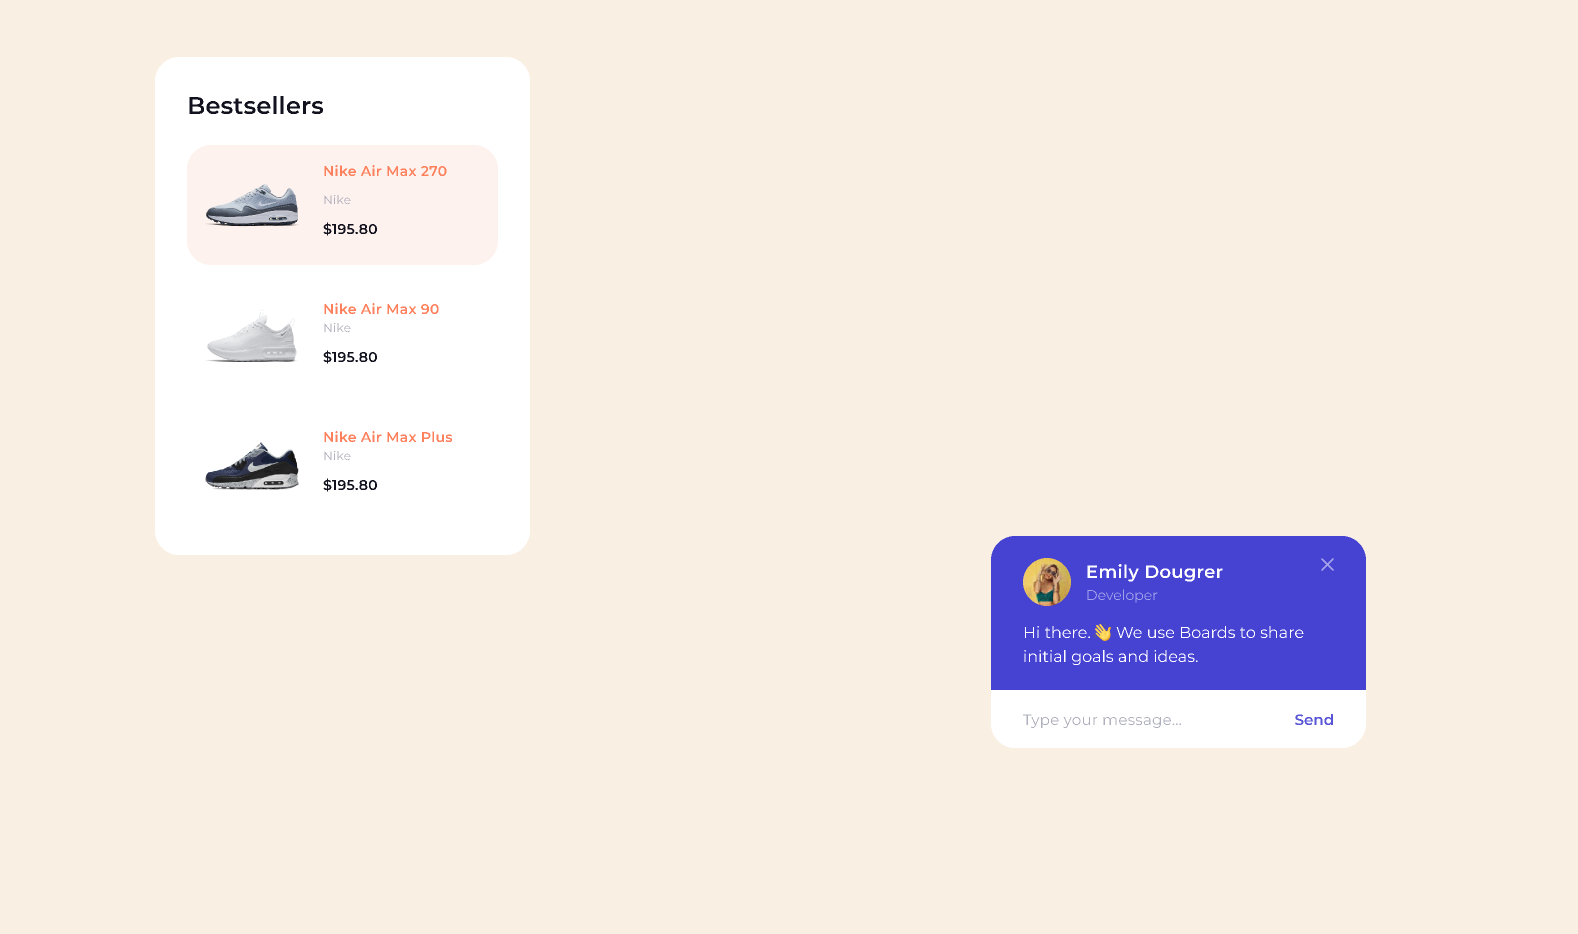 Bestsellers
Nike Air Max 270
Nike
$195.80
Nike Air Max 90
Nike
$195.80
Nike Air Max Plus
Nike
$195.80
Emily Dougrer
Developer
Hi there.👋 We use Boards to share
initial goals and ideas.
Type your message...
Send